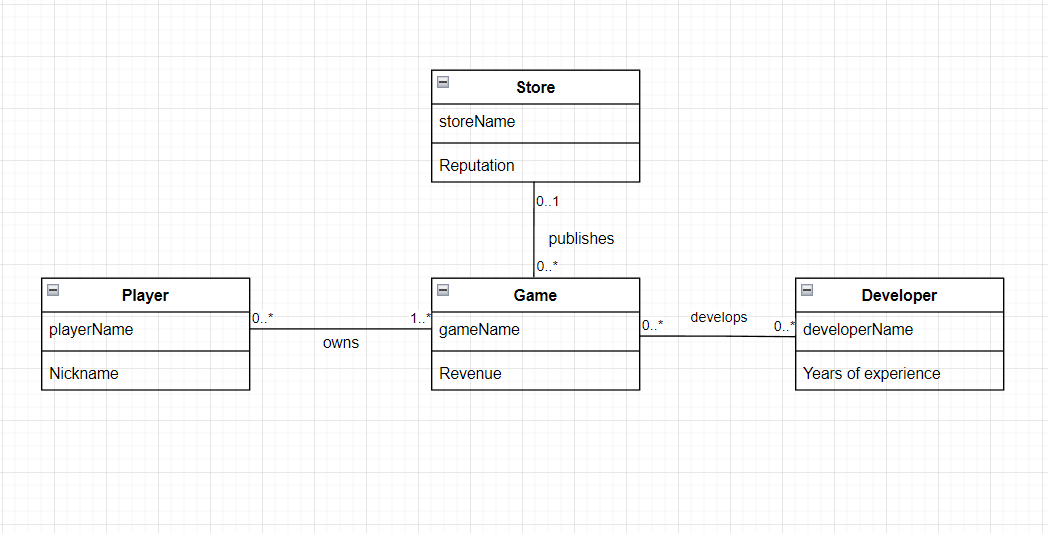 Store
storeName
Reputation
0..1
publishes
0..*
Player
playerName
Nickname
0..*
owns
1..*
Game
gameName
Revenue
0..*
develops
0..*
Developer
developerName
Years of experience